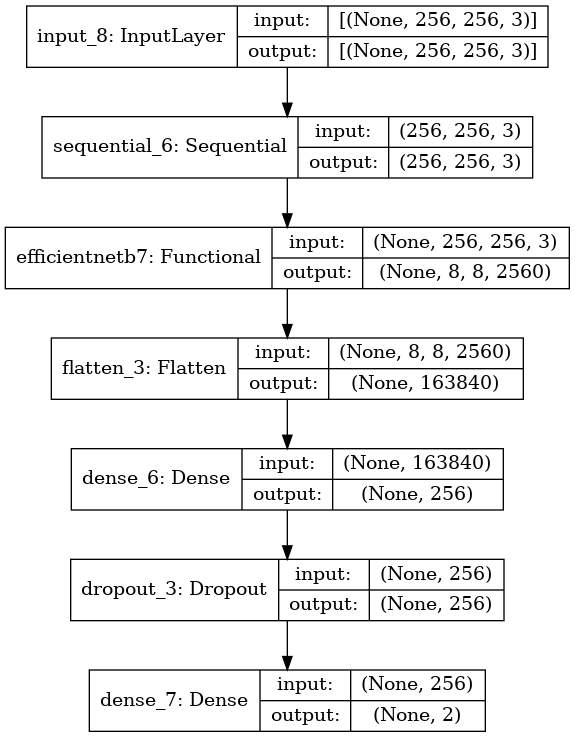 input_8: InputLayer
input: [(None, 256, 256, 3)]
output: [(None, 256, 256, 3)]
sequential_6: Sequential
input: (256, 256, 3)
output: (256, 256, 3)
efficientnetb7: Functional
input: (None, 256, 256, 3)
output: (None, 8, 8, 2560)
flatten_3: Flatten
input: (None, 8, 8, 2560)
output: (None, 163840)
dense_6: Dense
input: (None, 163840)
output: (None, 256)
dropout_3: Dropout
input: (None, 256)
output: (None, 256)
dense_7: Dense
input: (None, 256)
output: (None, 2)